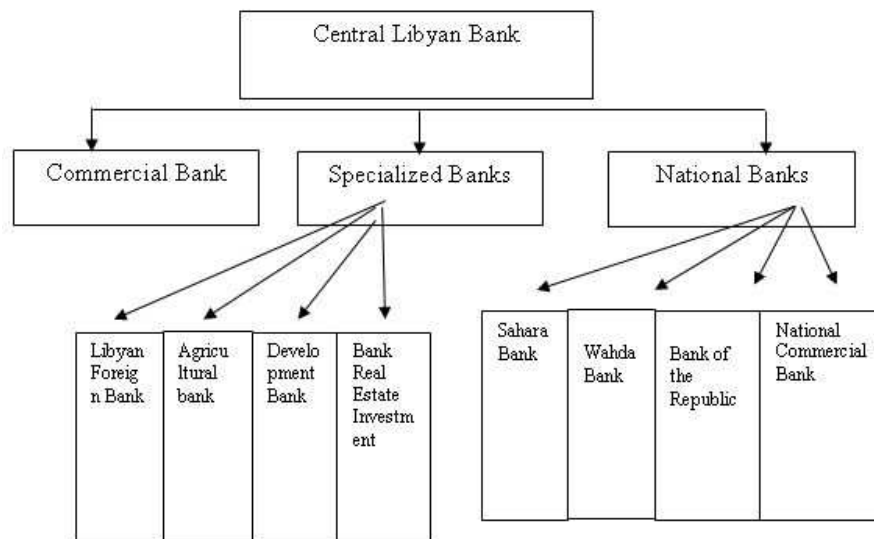 Central Libyan Bank
Commercial Bank
Specialized Banks
National Banks
Libyan
Foreig
n Bank
Agricu
ltural
bank
Develo
pment
Bank
Bank
Real
Estate
Investm
ent
Sahara
Bank
Wahda
Bank
Bank of
the
Republic
National
Commercial
Bank